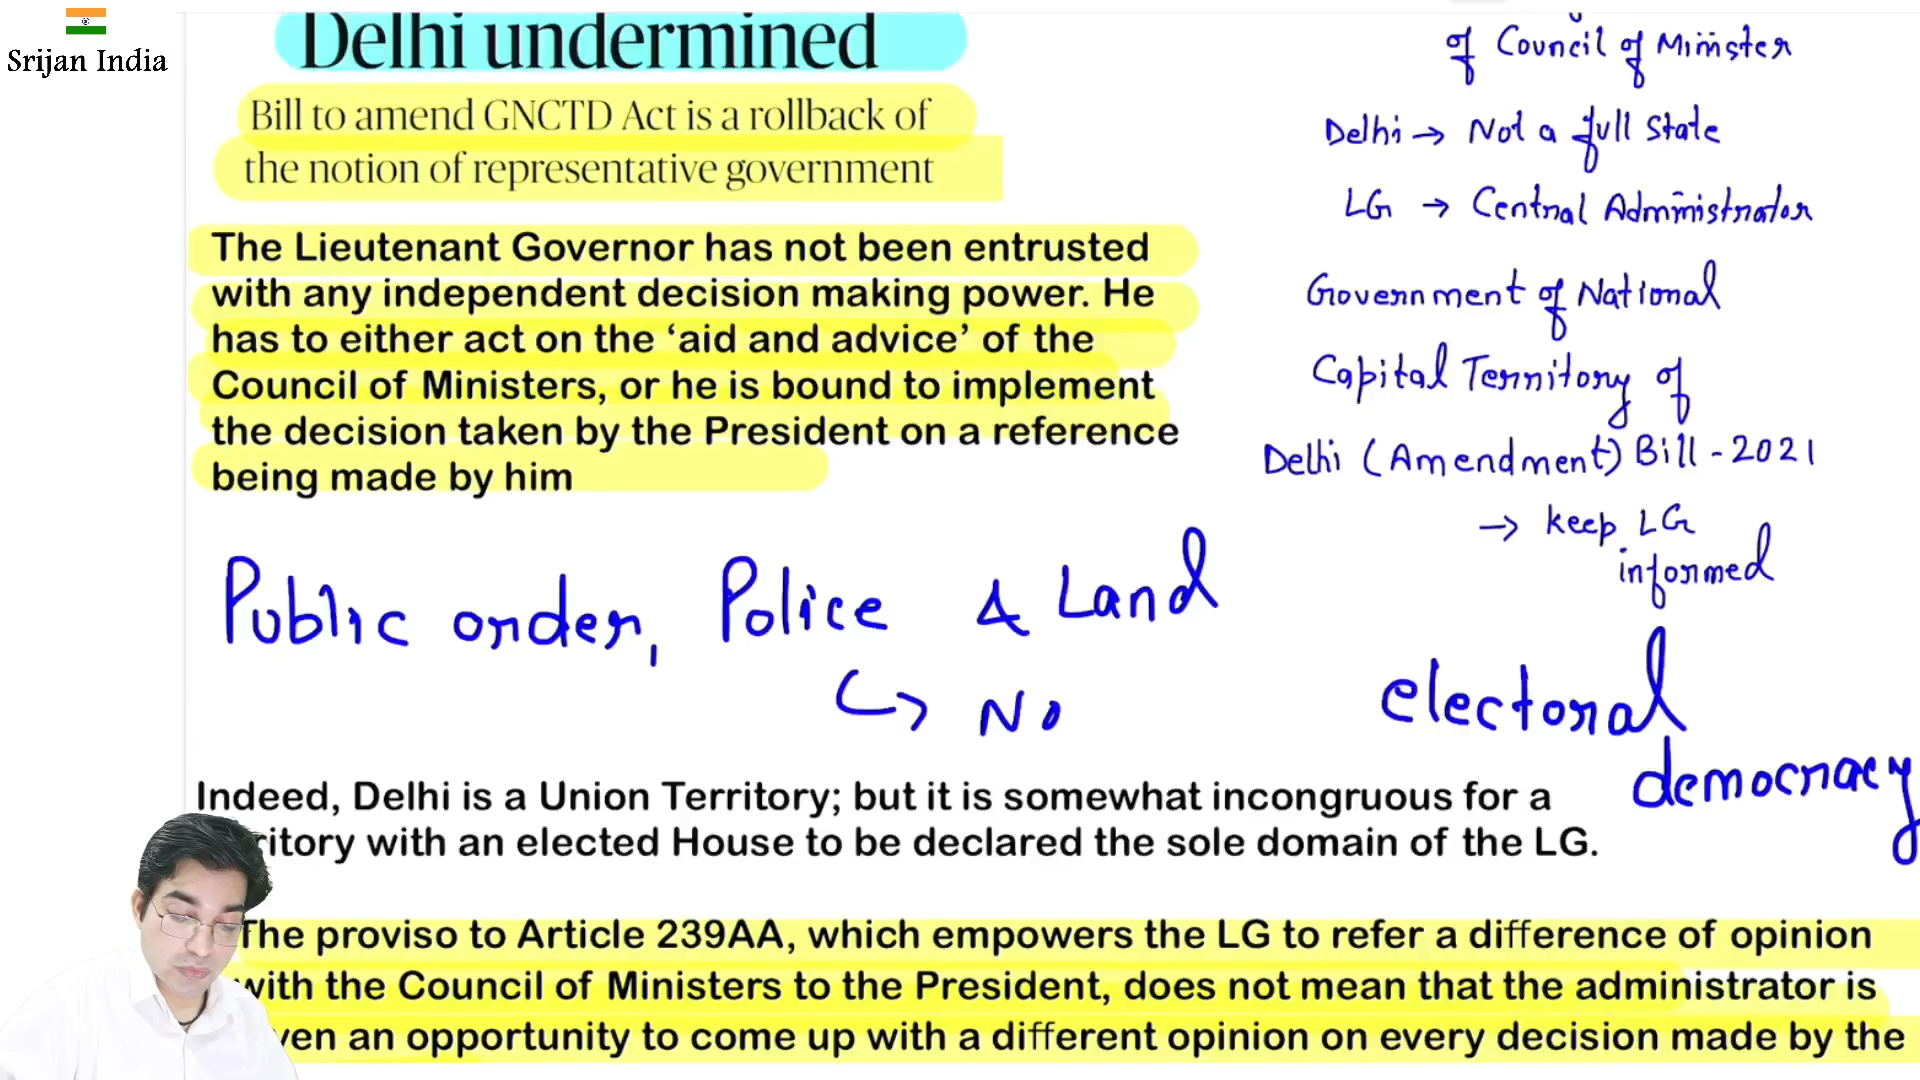 Srijan India
Delhi undermined
Bill to amend GNCTD Act is a rollback of
the notion of representative government
The Lieutenant Governor has not been entrusted
with any independent decision making power. He
has to either act on the ‘aid and advice’ of the
Council of Ministers, or he is bound to implement
the decision taken by the President on a reference
being made by him
Public order, Police & Land
↳ No
Indeed, Delhi is a Union Territory; but it is somewhat incongruous for a
ritory with an elected House to be declared the sole domain of the LG.
The proviso to Article 239AA, which empowers the LG to refer a difference of opinion
with the Council of Ministers to the President, does not mean that the administrator is
ven an opportunity to come up with a different opinion on every decision made by the
of Council of Minister
Delhi → Not a full State
LG → Central Administrator
Government of National
Capital Territory of
Delhi (Amendment) Bill - 2021
→ keep LG
informed
electoral
democracy